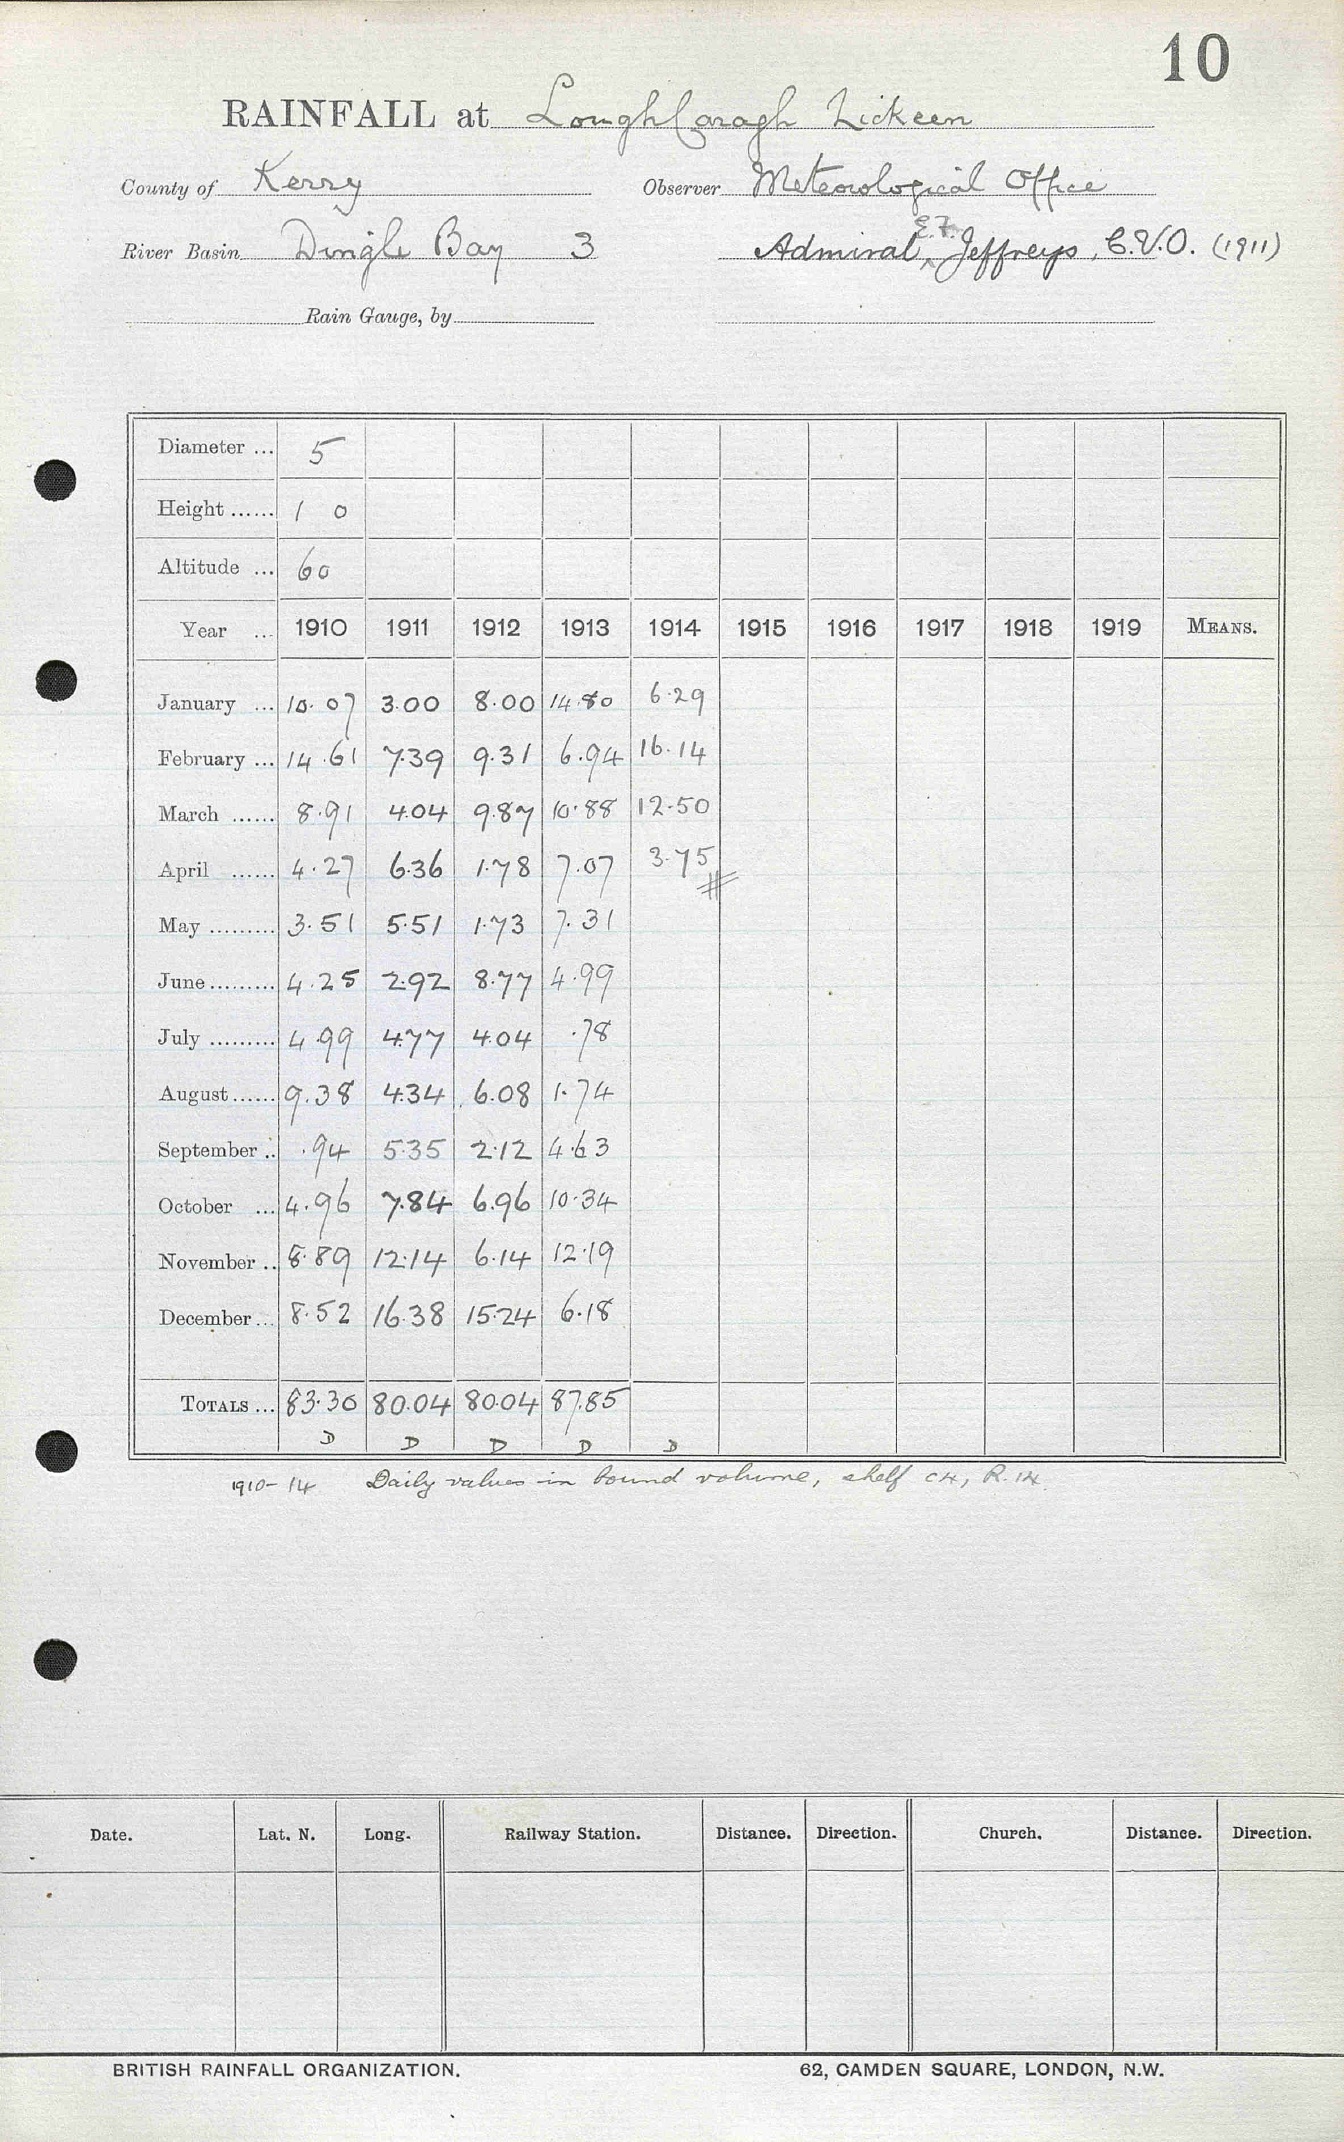 10
RAINFALL at Lough Caragh Lickeen
County of Kerry Observer Meteorological Office
River Basin Dingle Bay 3 Admiral E.F. Jeffreys, C.V.O. (1911)
Rain Gauge, by
Diameter ... 5
Height ...... 1 0
Altitude ... 60
Year ... 1910 1911 1912 1913 1914 1915 1916 1917 1918 1919 MEANS.
January ... 10.07 3.00 8.00 14.80 6.29
February ... 14.61 7.39 9.31 6.94 16.14
March ...... 8.91 4.04 9.87 10.88 12.50
April ...... 4.27 6.36 1.78 7.07 3.75
May ......... 3.51 5.51 1.73 7.31
June ......... 4.25 2.92 8.77 4.99
July ......... 4.99 4.77 4.04 .78
August ...... 9.38 4.34 6.08 1.74
September .. .94 5.35 2.12 4.63
October ... 4.96 7.84 6.96 10.34
November .. 8.89 12.14 6.14 12.19
December ... 8.52 16.38 15.24 6.18
TOTALS ... 83.30 80.04 80.04 87.85
D D D D D
1910-14 Daily values in bound volume, shelf C4, R.14.
Date. Lat. N. Long. Railway Station. Distance. Direction. Church. Distance. Direction.
BRITISH RAINFALL ORGANIZATION. 62, CAMDEN SQUARE, LONDON, N.W.